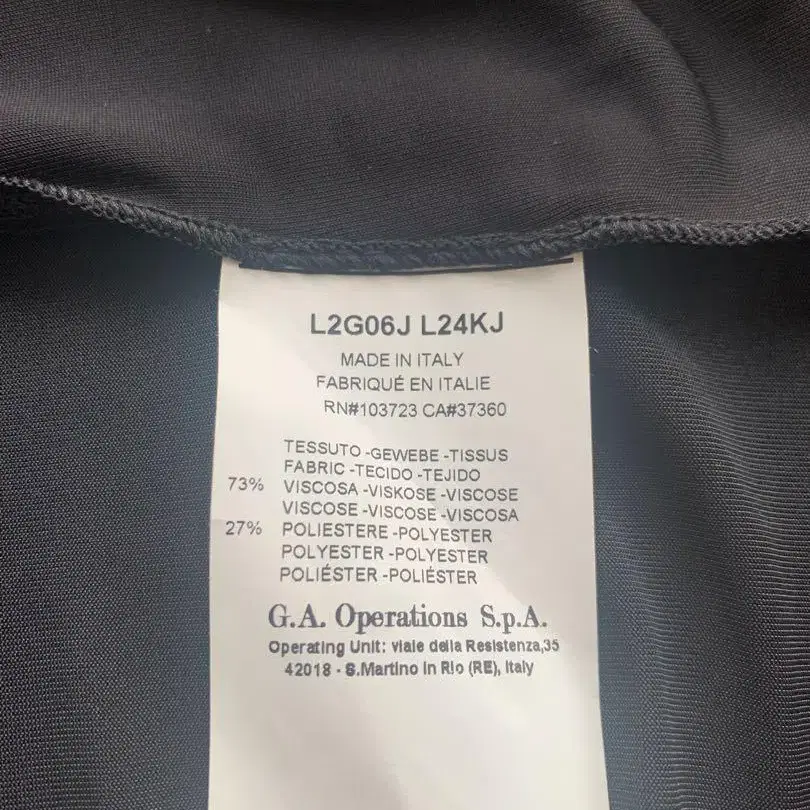 L2G06J L24KJ
MADE IN ITALY
FABRIQUÉ EN ITALIE
RN#103723 CA#37360
TESSUTO -GEWEBE -TISSUS
FABRIC -TECIDO -TEJIDO
73% VISCOSA -VISKOSE -VISCOSE
VISCOSE -VISCOSE -VISCOSA
27% POLIESTERE -POLYESTER
POLYESTER -POLYESTER
POLIÉSTER -POLIÉSTER
G.A. Operations S.p.A.
Operating Unit: viale della Resistenza,35
42018 - S.Martino in Rio (RE), Italy